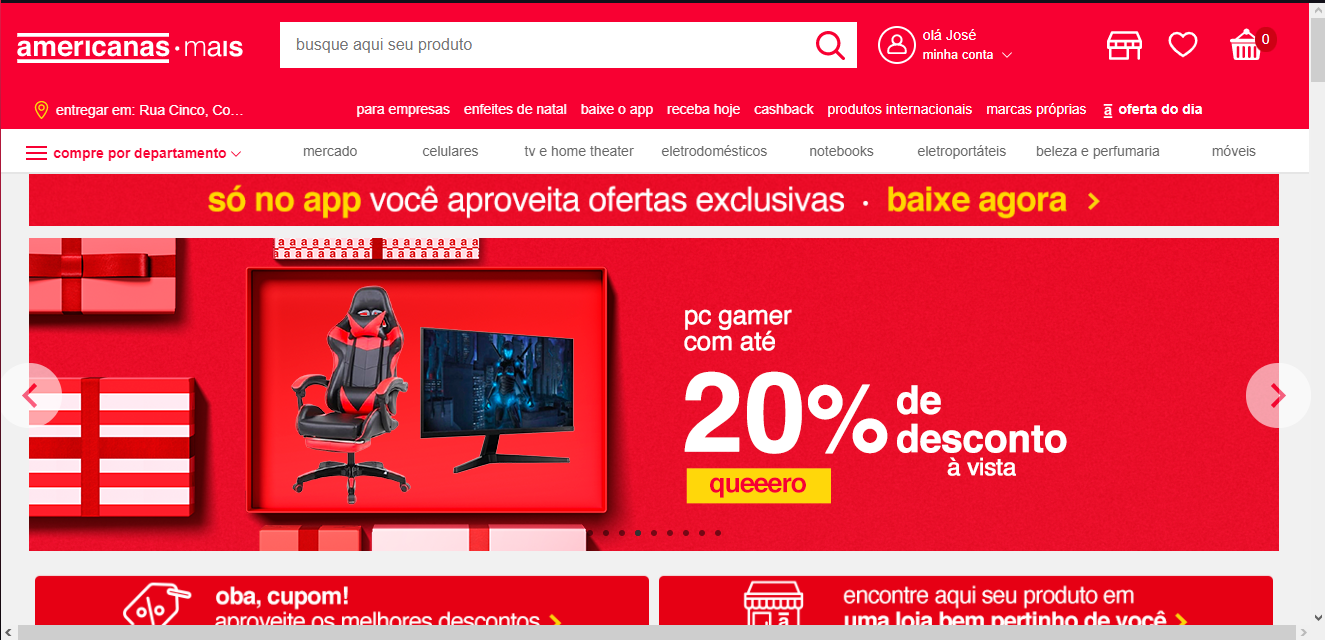 americanas mais
busque aqui seu produto
olá José
minha conta
0
entregar em: Rua Cinco, Co...
para empresas enfeites de natal baixe o app receba hoje cashback produtos internacionais marcas próprias a oferta do dia
compre por departamento mercado celulares tv e home theater eletrodomésticos notebooks eletroportáteis beleza e perfumaria móveis
só no app você aproveita ofertas exclusivas · baixe agora >
pc gamer
com até
20% de
desconto
à vista
queeero
oba, cupom!
aproveite os melhores descontos >
encontre aqui seu produto em
uma loja bem pertinho de você >